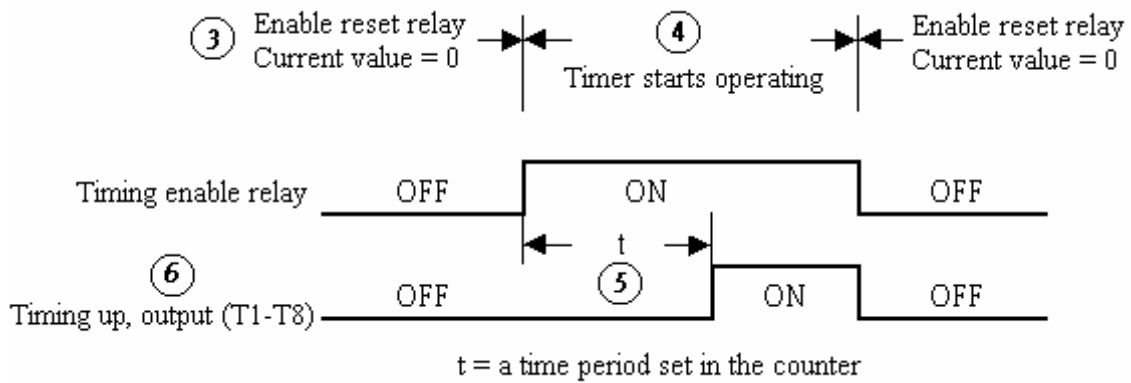 3 Enable reset relay
Current value = 0
4
Timer starts operating
Enable reset relay
Current value = 0
Timing enable relay OFF ON OFF
t
5
6
Timing up, output (T1-T8) OFF ON OFF
t = a time period set in the counter